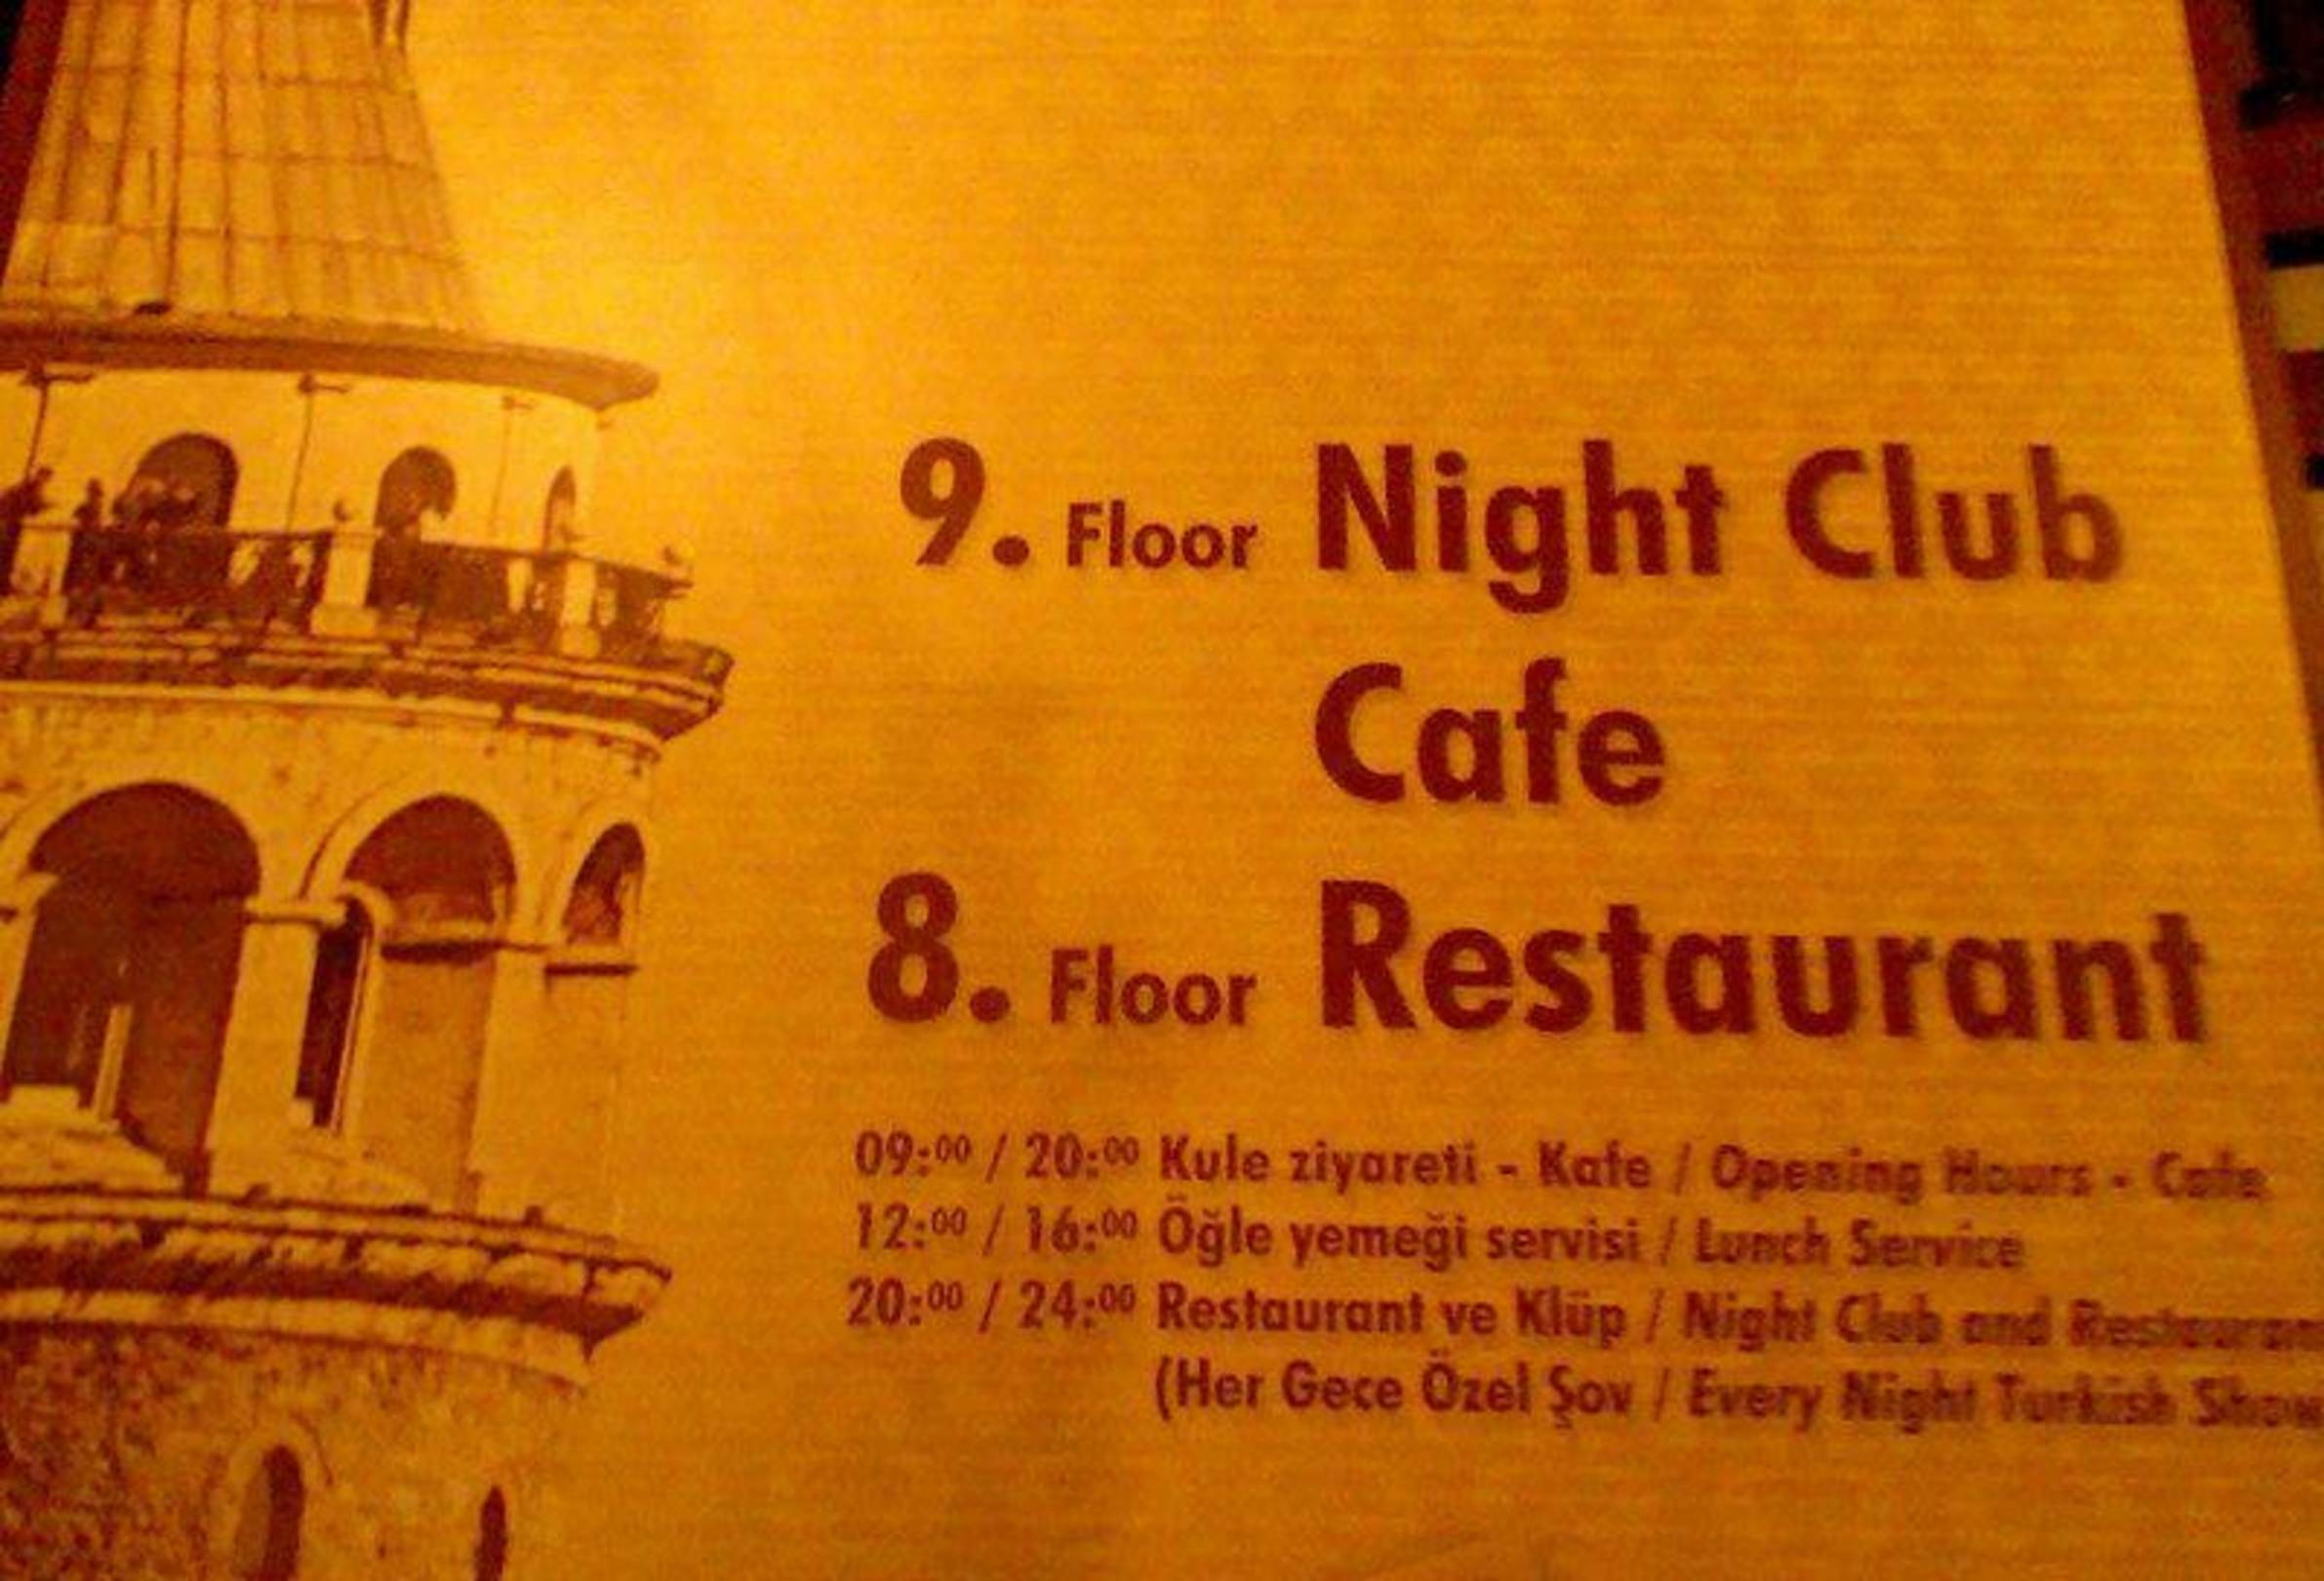 9. Floor Night Club
Cafe
8. Floor Restaurant
09:00 / 20:00 Kule ziyareti - Kafe / Opening Hours - Cafe
12:00 / 16:00 Öğle yemeği servisi / Lunch Service
20:00 / 24:00 Restaurant ve Klüp / Night Club and Restauran
(Her Gece Özel Şov / Every Night Turkish Show